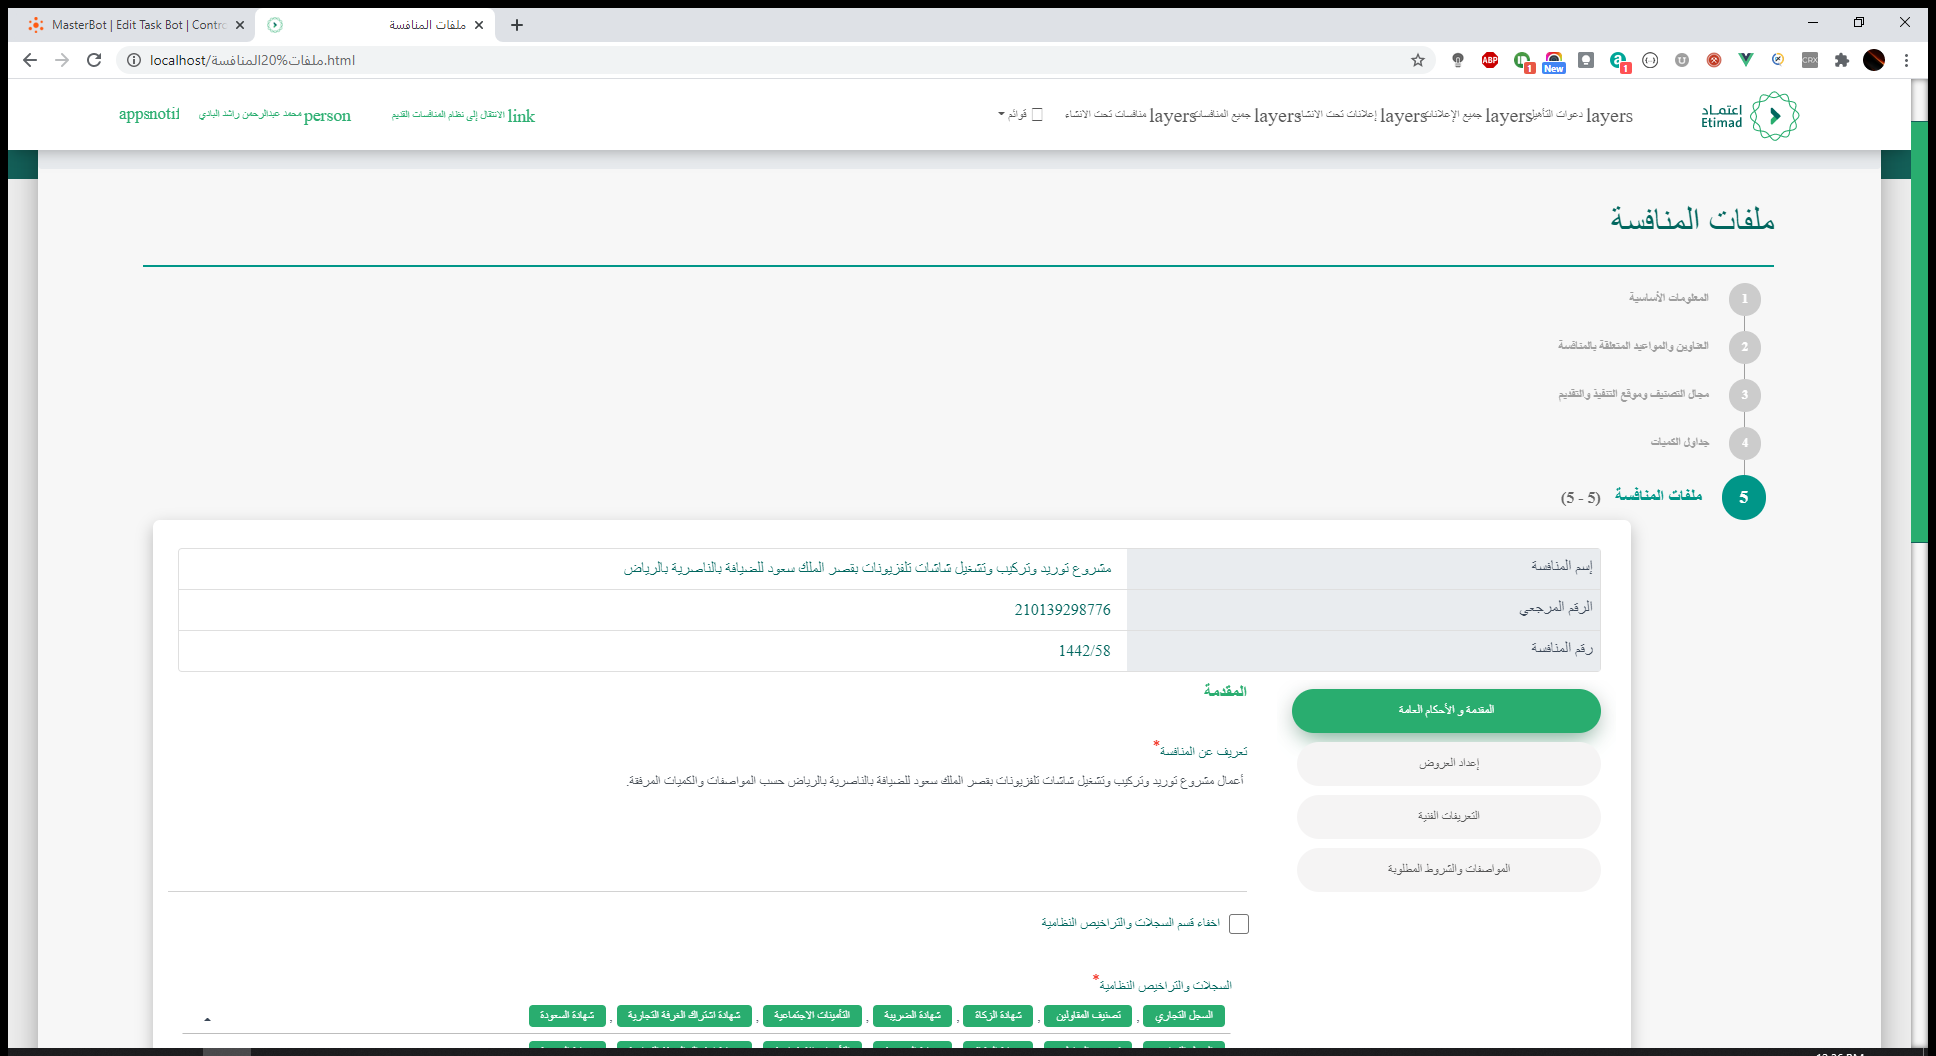 MasterBot | Edit Task Bot | Contro
ملفات المنافسة
localhost/ملفات%20المنافسة.html
ABP
1
New
1
CRX
اعتماد
Etimad
layers دعوات التأهيل
layers جميع الإعلانات
layers إعلانات تحت الانشاء
layers جميع المنافسات
layers منافسات تحت الانشاء
قوائم
link الانتقال إلى نظام المنافسات القديم
person محمد عبدالرحمن راشد البادي
appsnotif
ملفات المنافسة
1 المعلومات الأساسية
2 العناوين والمواعيد المتعلقة بالمنافسة
3 مجال التصنيف وموقع التنفيذ والتقديم
4 جداول الكميات
5 ملفات المنافسة (5 - 5)
إسم المنافسة مشروع توريد وتركيب وتشغيل شاشات تلفزيونات بقصر الملك سعود للضيافة بالناصرية بالرياض
الرقم المرجعي 210139298776
رقم المنافسة 1442/58
المقدمة و الأحكام العامة
إعداد العروض
التعريفات الفنية
المواصفات والشروط المطلوبة
المقدمة
تعريف عن المنافسة*
أعمال مشروع توريد وتركيب وتشغيل شاشات تلفزيونات بقصر الملك سعود للضيافة بالناصرية بالرياض حسب المواصفات والكميات المرفقة.
اخفاء قسم السجلات والتراخيص النظامية
السجلات والتراخيص النظامية*
السجل التجاري , تصنيف المقاولين , شهادة الزكاة , شهادة الضريبة , التأمينات الاجتماعية , شهادة اشتراك الغرفة التجارية , شهادة السعودة